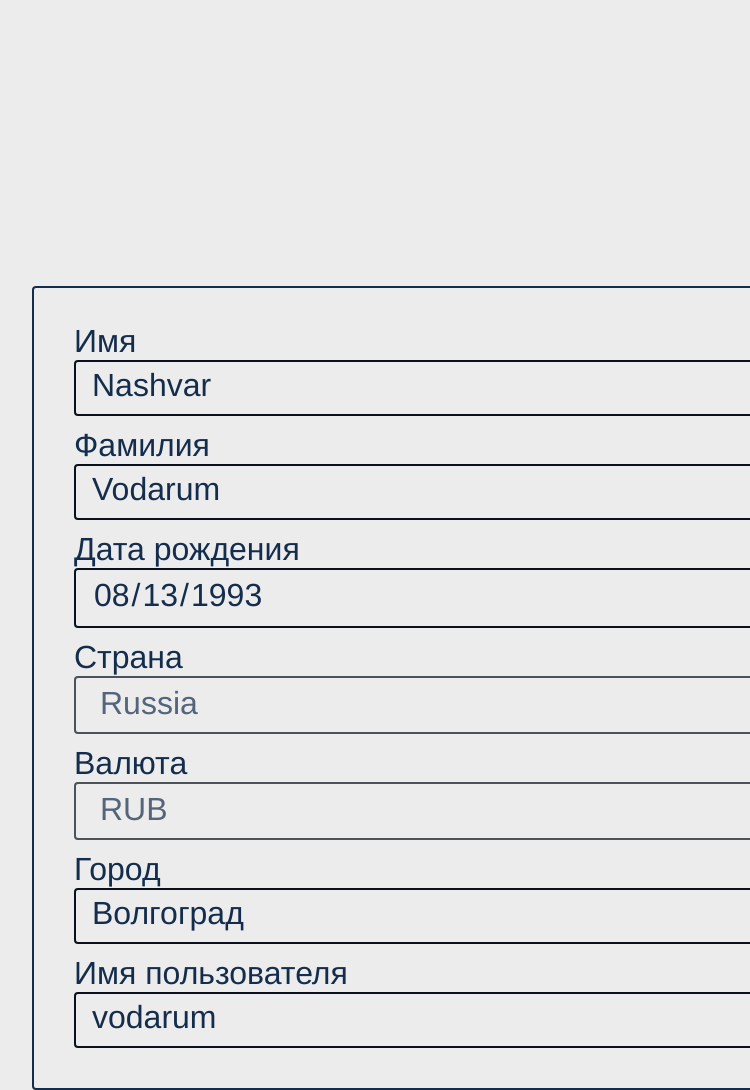 Имя
Nashvar
Фамилия
Vodarum
Дата рождения
08/13/1993
Страна
Russia
Валюта
RUB
Город
Волгоград
Имя пользователя
vodarum